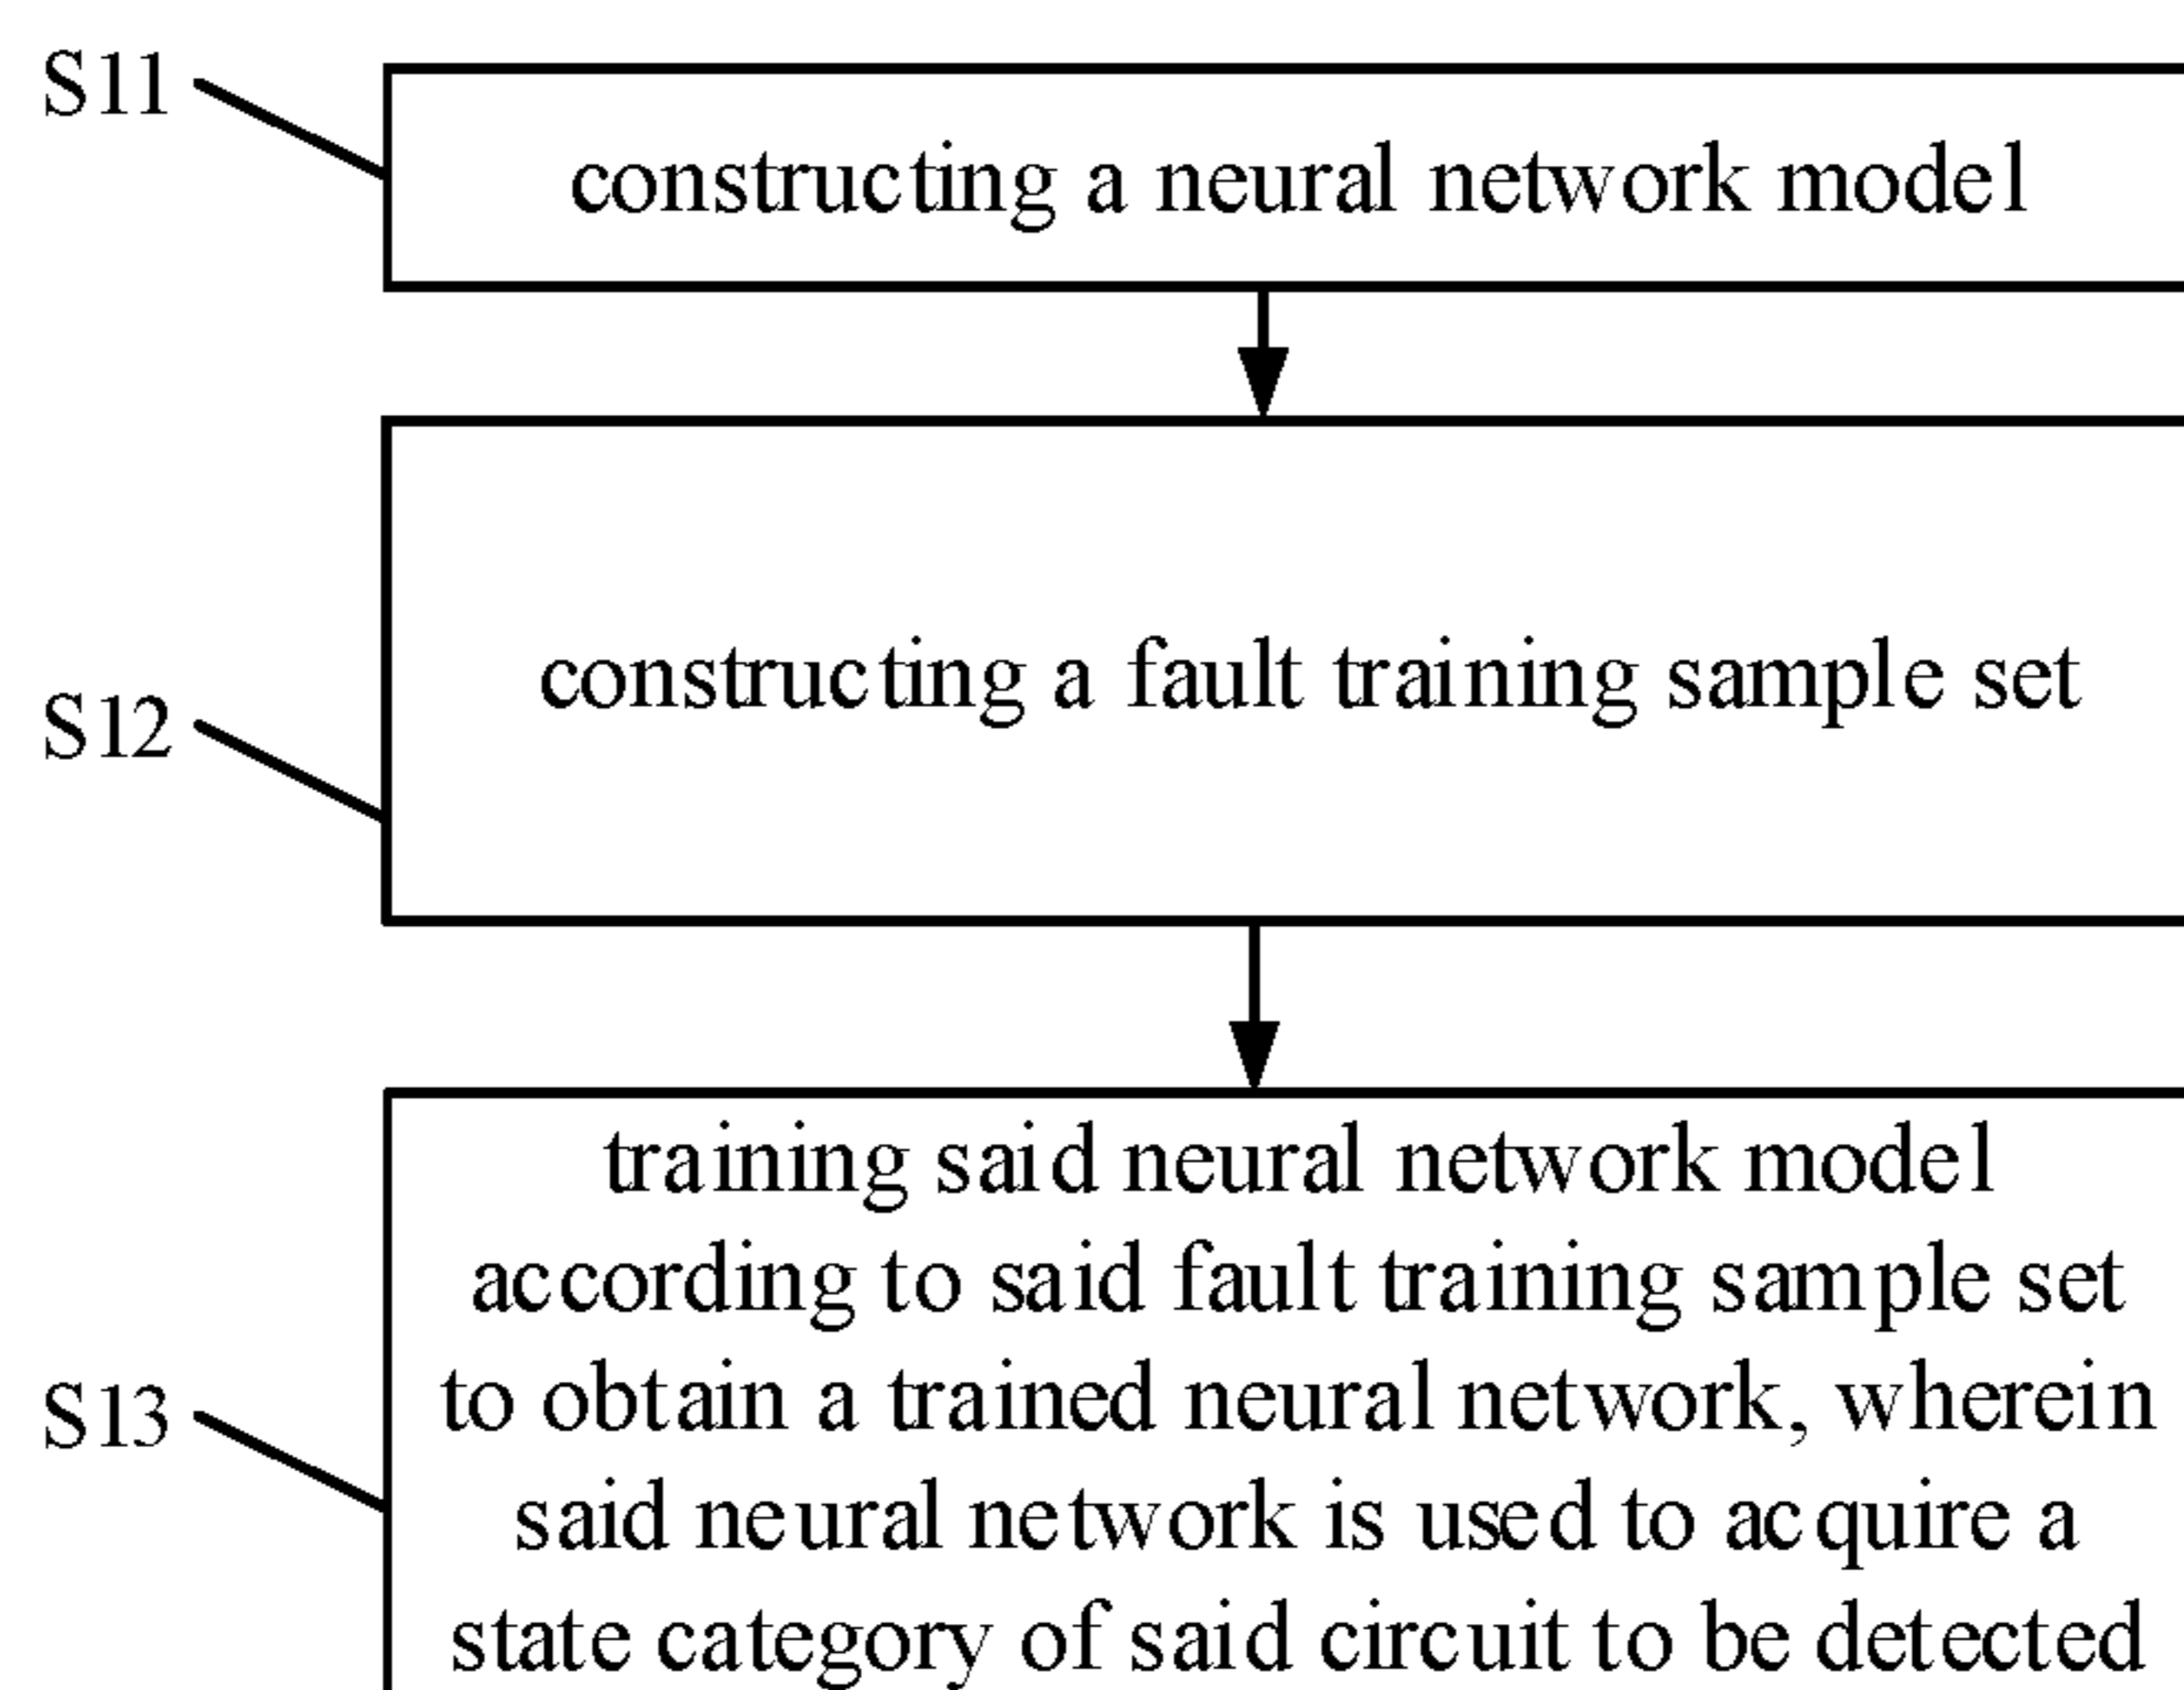 S11
constructing a neural network model
constructing a fault training sample set
S12
training said neural network model
according to said fault training sample set
to obtain a trained neural network, wherein
S13
said neural network is used to acquire a
state category of said circuit to be detected